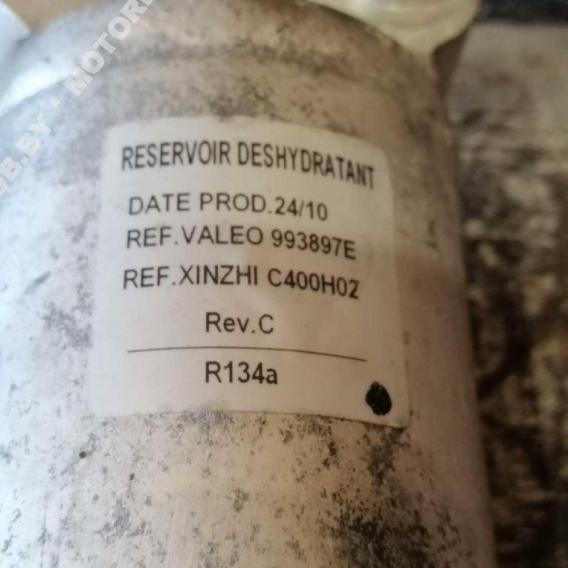 RESERVOIR DESHYDRATANT
DATE PROD.24/10
REF.VALEO 993897E
REF.XINZHI C400H02
Rev.C
R134a